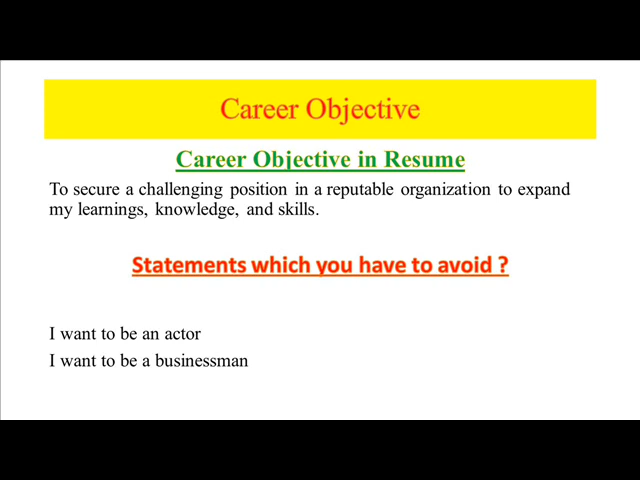 Career Objective
Career Objective in Resume
To secure a challenging position in a reputable organization to expand
my learnings, knowledge, and skills.
Statements which you have to avoid ?
I want to be an actor
I want to be a businessman